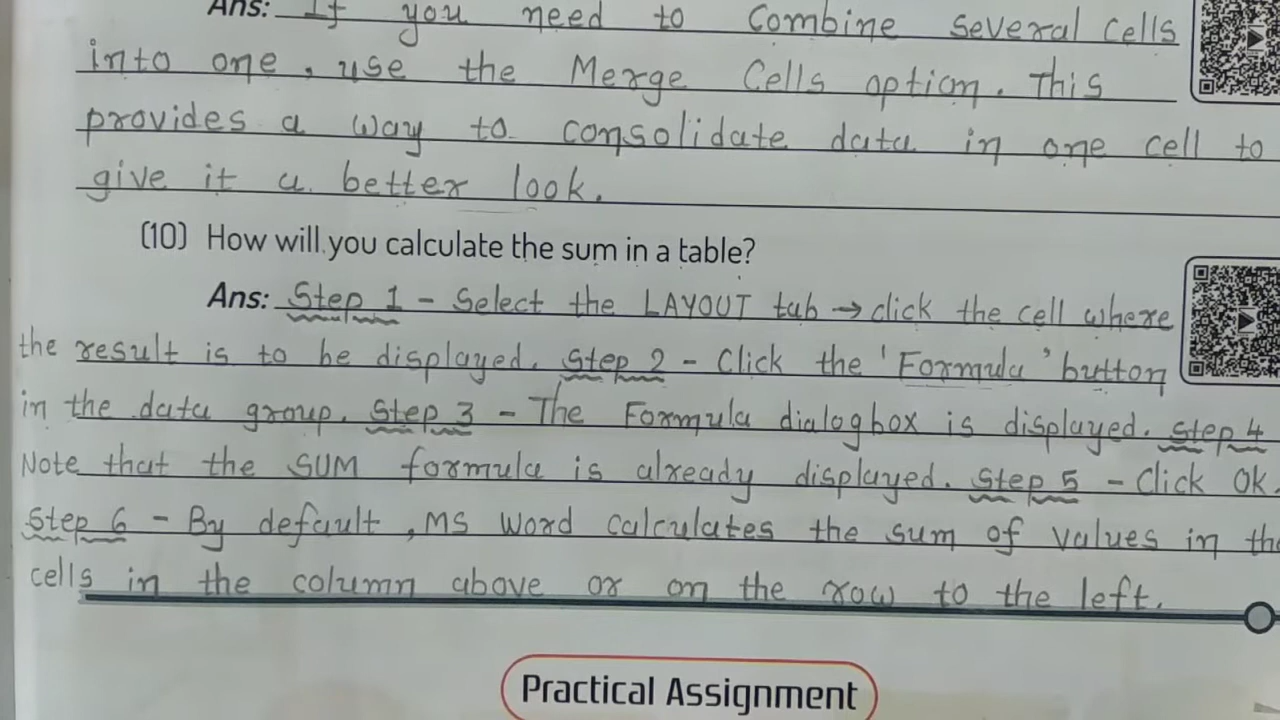 Ans: If you need to combine several cells
into one, use the Merge Cells option. This
provides a way to consolidate data in one cell to
give it a better look.
(10) How will you calculate the sum in a table?
Ans: Step 1 - Select the LAYOUT tab → click the cell where
the result is to be displayed. Step 2 - Click the 'Formula' button
in the data group. Step 3 - The Formula dialogbox is displayed. Step 4
Note that the SUM formula is already displayed. Step 5 - Click Ok.
Step 6 - By default, MS Word calculates the sum of values in the
cells in the column above or on the row to the left.
Practical Assignment